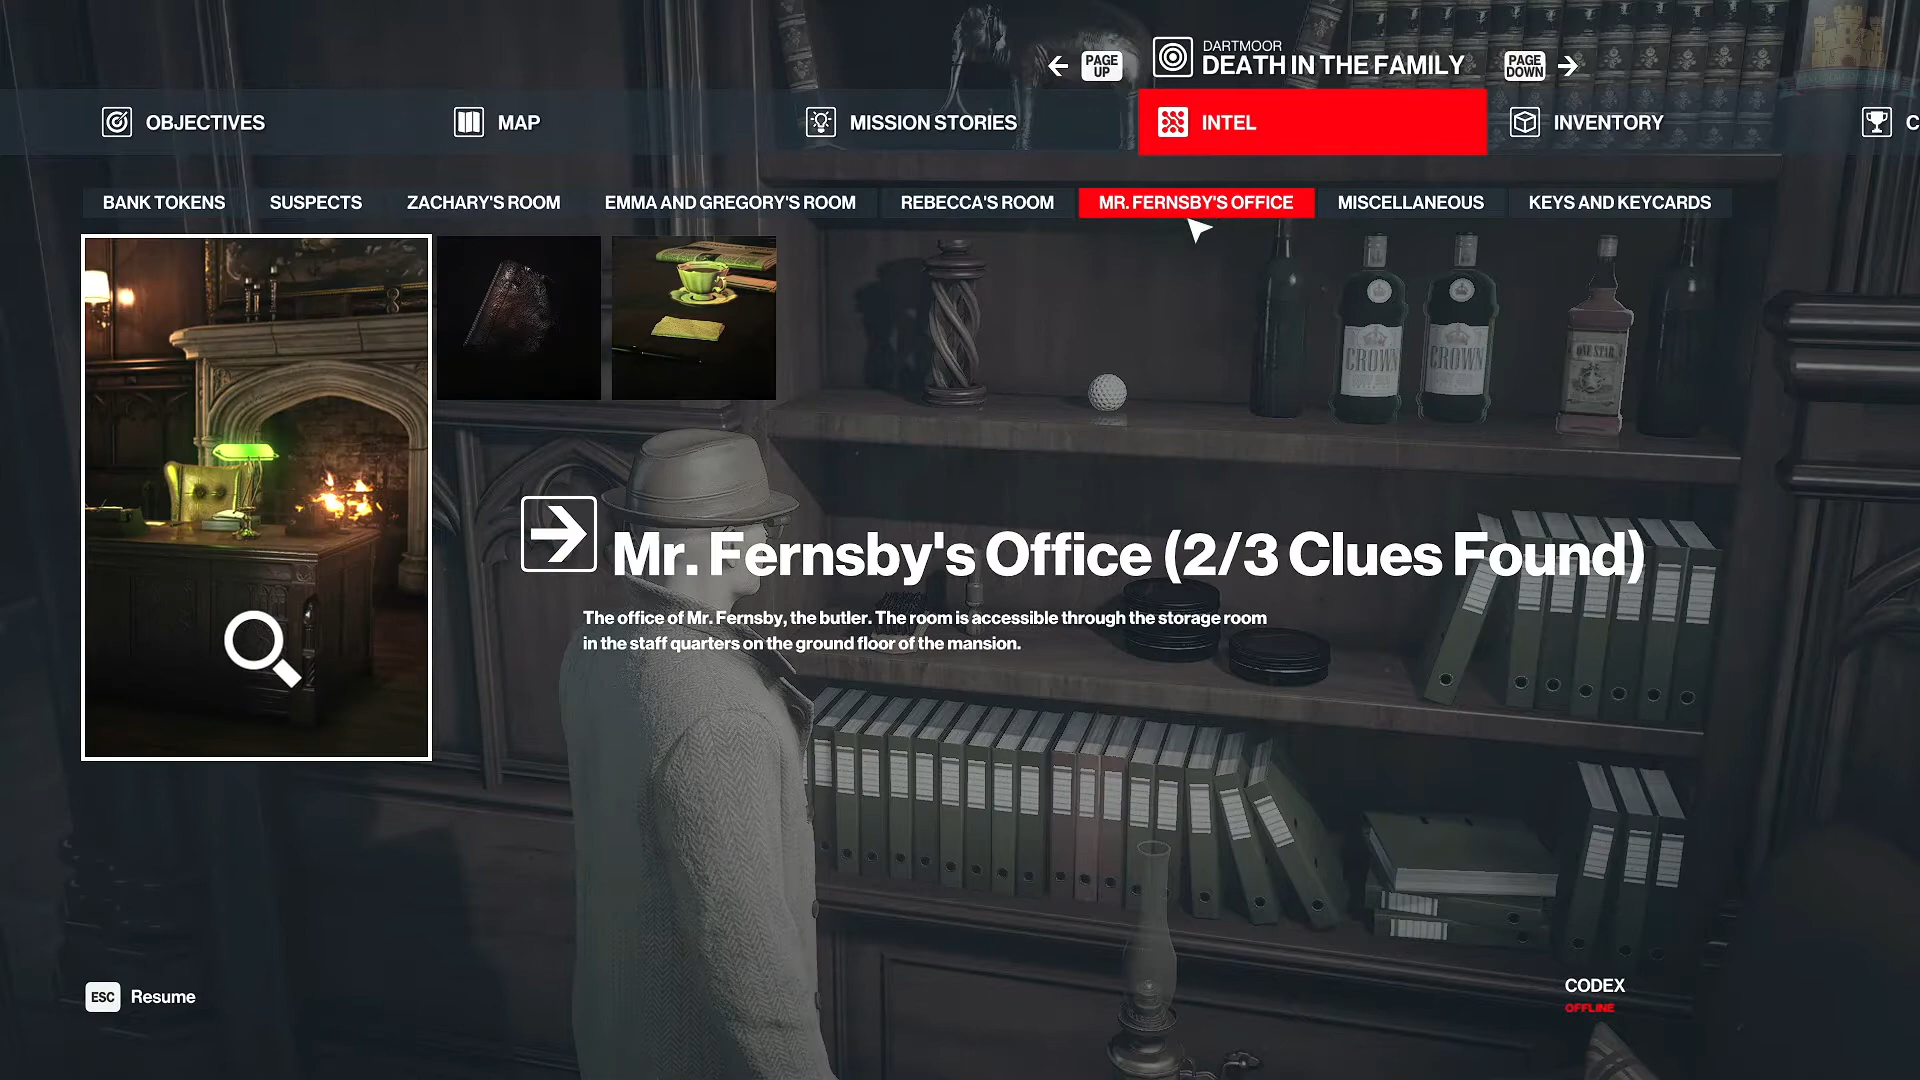 PAGE UP
DARTMOOR
DEATH IN THE FAMILY
PAGE DOWN
OBJECTIVES
MAP
MISSION STORIES
INTEL
INVENTORY
C
BANK TOKENS
SUSPECTS
ZACHARY'S ROOM
EMMA AND GREGORY'S ROOM
REBECCA'S ROOM
MR. FERNSBY'S OFFICE
MISCELLANEOUS
KEYS AND KEYCARDS
CROWN
CROWN
ONE STAR
Mr. Fernsby's Office (2/3 Clues Found)
The office of Mr. Fernsby, the butler. The room is accessible through the storage room
in the staff quarters on the ground floor of the mansion.
ESC Resume
CODEX
OFFLINE